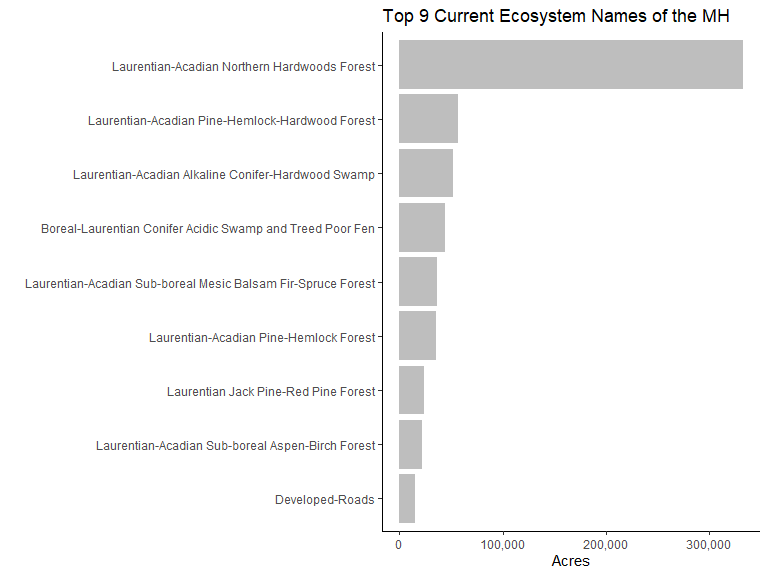 Top 9 Current Ecosystem Names of the MH
Laurentian-Acadian Northern Hardwoods Forest
Laurentian-Acadian Pine-Hemlock-Hardwood Forest
Laurentian-Acadian Alkaline Conifer-Hardwood Swamp
Boreal-Laurentian Conifer Acidic Swamp and Treed Poor Fen
Laurentian-Acadian Sub-boreal Mesic Balsam Fir-Spruce Forest
Laurentian-Acadian Pine-Hemlock Forest
Laurentian Jack Pine-Red Pine Forest
Laurentian-Acadian Sub-boreal Aspen-Birch Forest
Developed-Roads
0 100,000 200,000 300,000
Acres